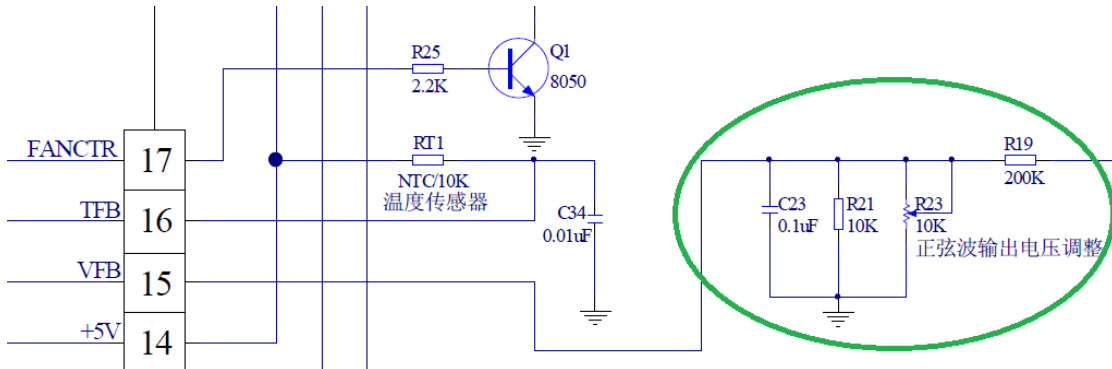 R25
2.2K
Q1
8050
FANCTR
17
RT1
NTC/10K
温度传感器
TFB
16
C34
0.01uF
VFB
15
+5V
14
R19
200K
C23
0.1uF
R21
10K
R23
10K
正弦波输出电压调整